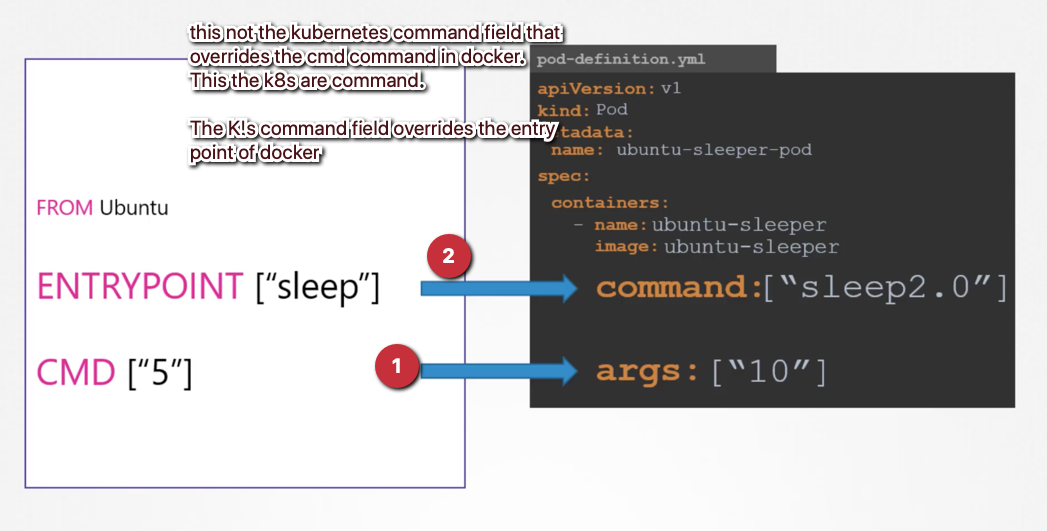 this not the kubernetes command field that
overrides the cmd command in docker.
This the k8s are command.
The K!s command field overrides the entry
point of docker
FROM Ubuntu
ENTRYPOINT [“sleep”]
CMD [“5”]
2
1
pod-definition.yml
apiVersion: v1
kind: Pod
tadata:
name: ubuntu-sleeper-pod
spec:
containers:
- name: ubuntu-sleeper
image: ubuntu-sleeper
command:[“sleep2.0”]
args: [“10”]